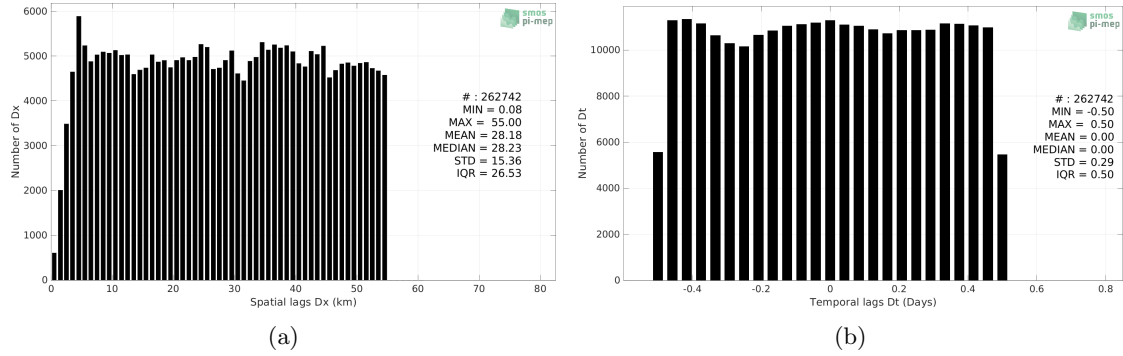 smos
pi-mep
6000
5000
4000
3000
2000
1000
0
Number of Dx
# : 262742
MIN = 0.08
MAX = 55.00
MEAN = 28.18
MEDIAN = 28.23
STD = 15.36
IQR = 26.53
0 10 20 30 40 50 60 70 80
Spatial lags Dx (km)
(a)
smos
pi-mep
10000
8000
6000
4000
2000
0
Number of Dt
# : 262742
MIN = -0.50
MAX = 0.50
MEAN = 0.00
MEDIAN = 0.00
STD = 0.29
IQR = 0.50
-0.4 -0.2 0 0.2 0.4 0.6 0.8
Temporal lags Dt (Days)
(b)